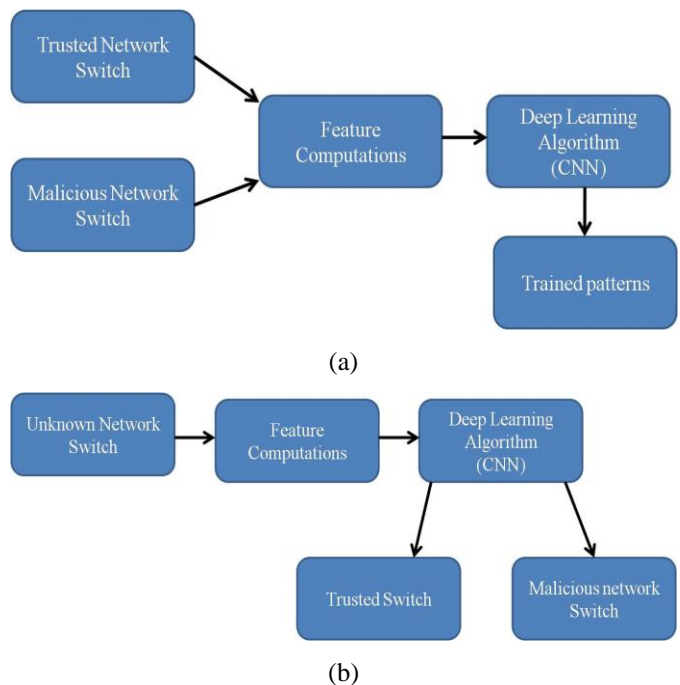 Trusted Network
Switch
Malicious Network
Switch
Feature
Computations
Deep Learning
Algorithm
(CNN)
Trained patterns
(a)
Unknown Network
Switch
Feature
Computations
Deep Learning
Algorithm
(CNN)
Trusted Switch
Malicious network
Switch
(b)